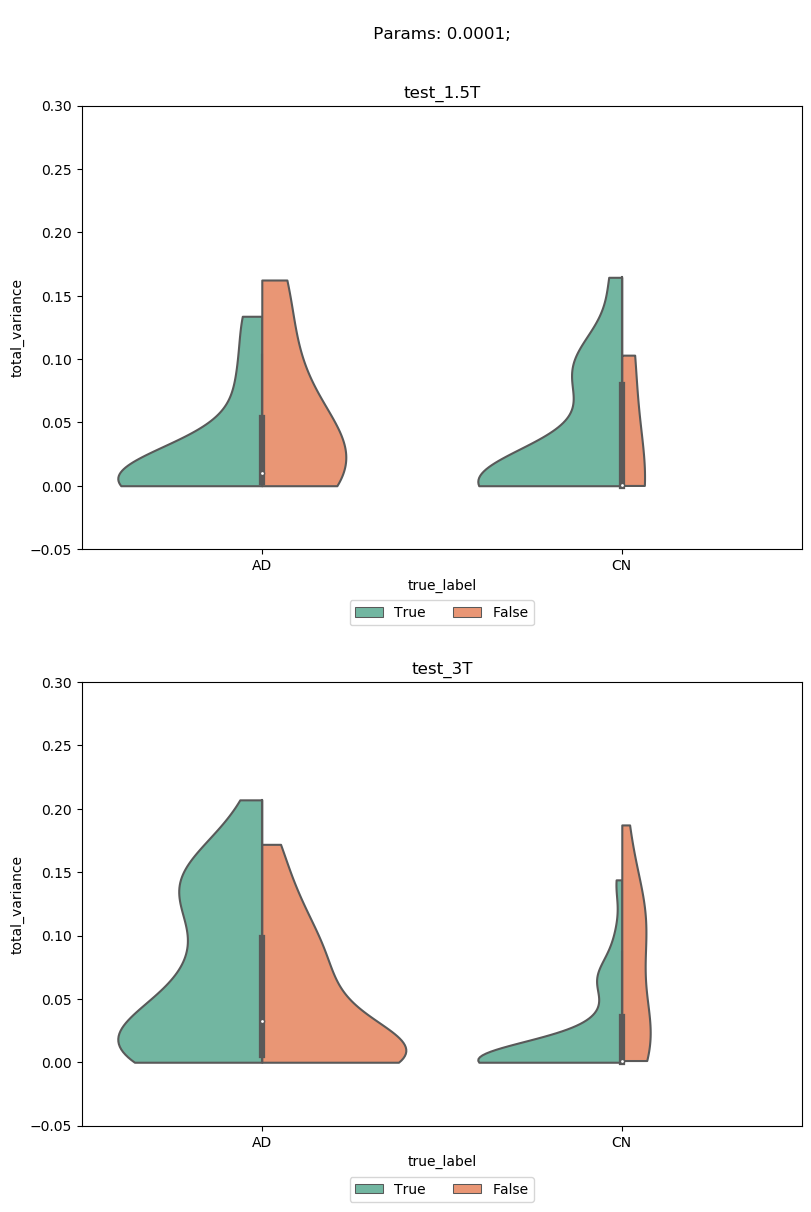 Params: 0.0001;
test_1.5T
0.30
0.25
0.20
0.15
0.10
0.05
0.00
−0.05
total_variance
AD CN
true_label
True False
test_3T
0.30
0.25
0.20
0.15
0.10
0.05
0.00
−0.05
total_variance
AD CN
true_label
True False